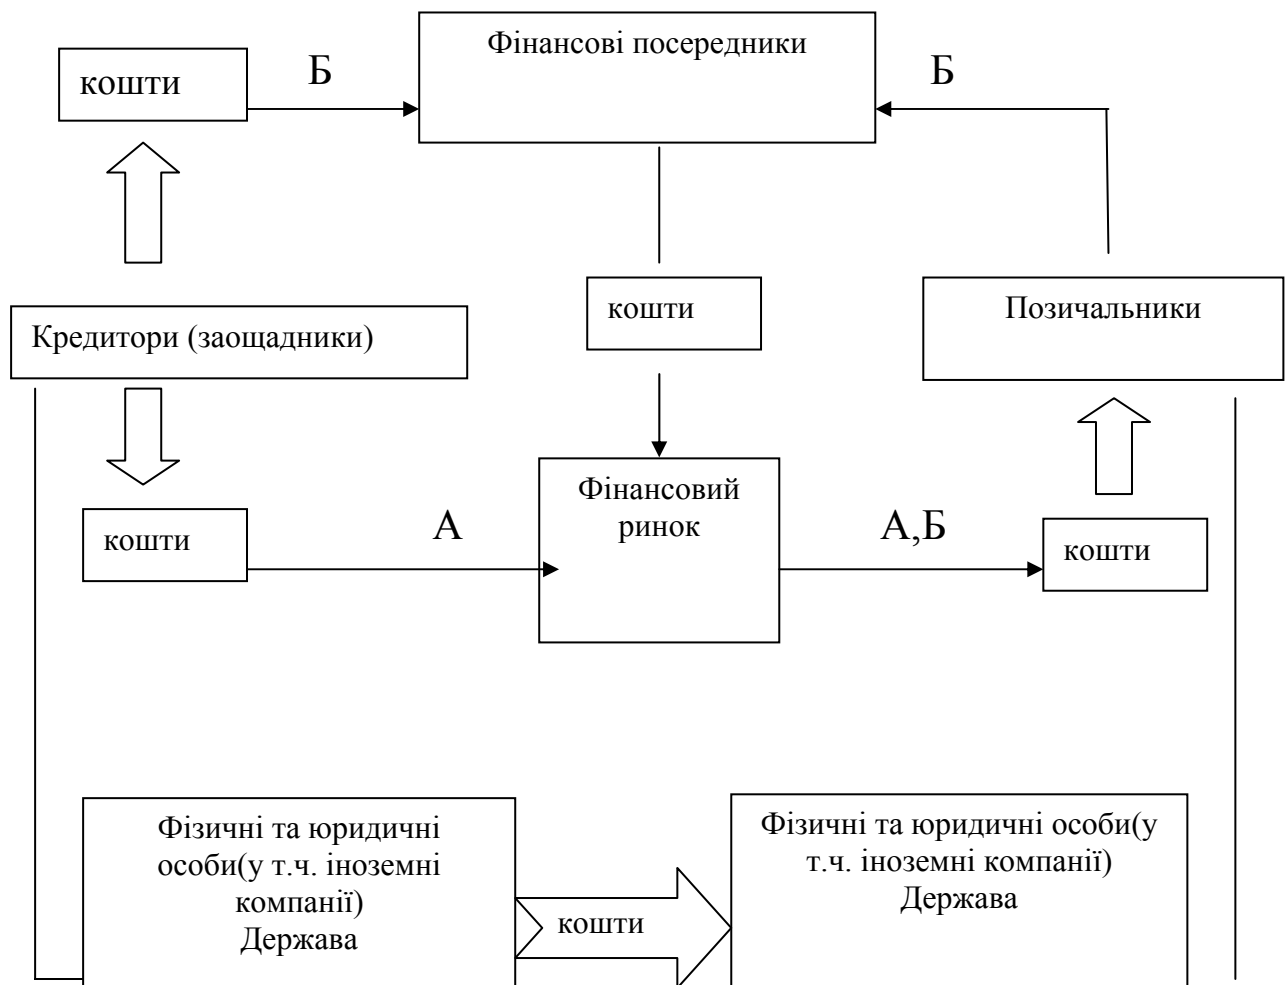 Фінансові посередники
кошти
Б
Б
кошти
Позичальники
Кредитори (заощадники)
Фінансовий
ринок
кошти
А
А,Б
кошти
Фізичні та юридичні
особи(у т.ч. іноземні
компанії)
Держава
кошти
Фізичні та юридичні особи(у
т.ч. іноземні компанії)
Держава